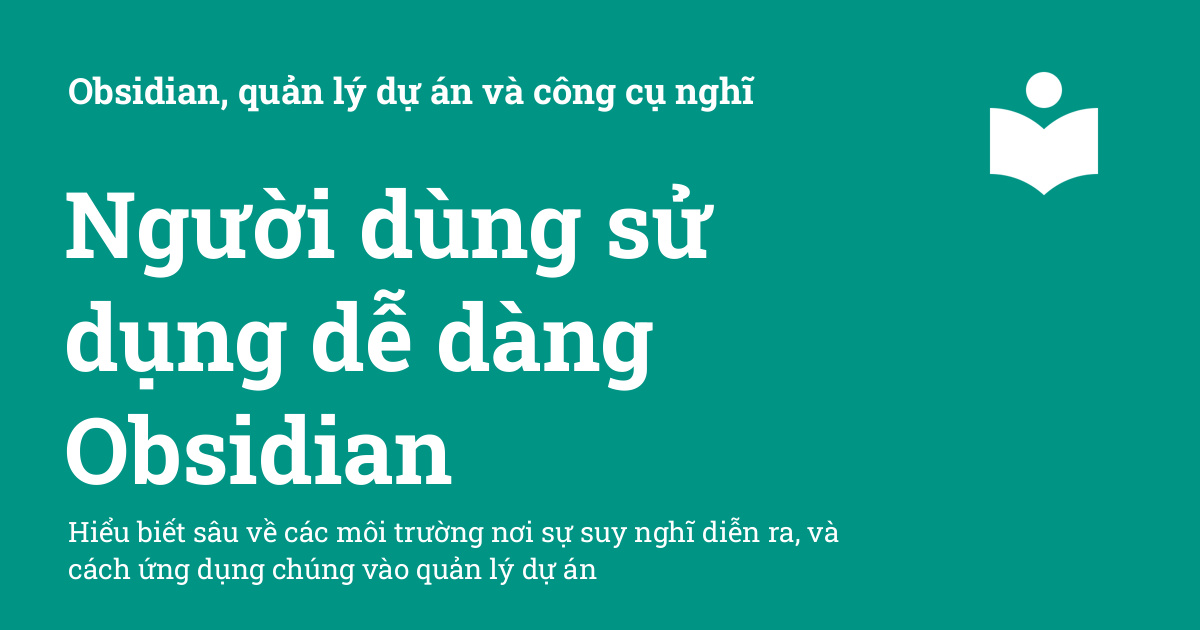 Obsidian, quản lý dự án và công cụ nghĩ
Người dùng sử
dụng dễ dàng
Obsidian
Hiểu biết sâu về các môi trường nơi sự suy nghĩ diễn ra, và
cách ứng dụng chúng vào quản lý dự án